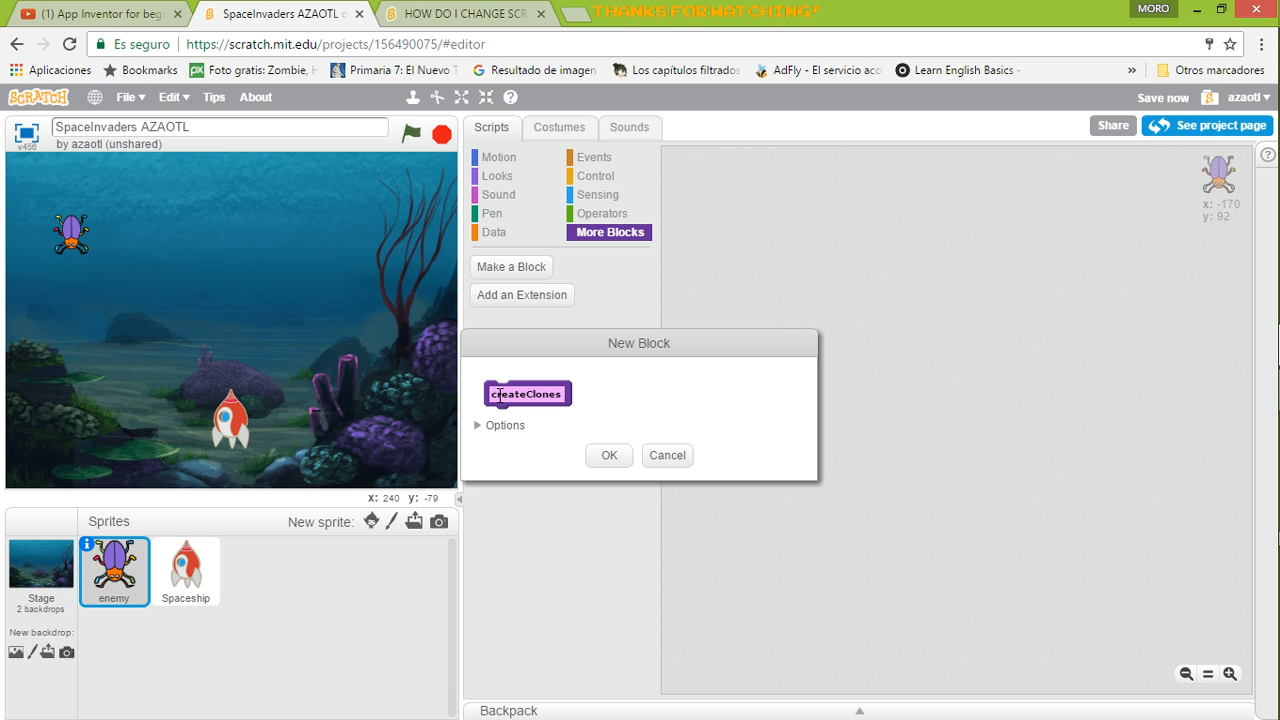 (1) App Inventor for beg
SpaceInvaders AZAOTL o
HOW DO I CHANGE SCR
THANKS FOR WATCHING!
MORO
Es seguro
https://scratch.mit.edu/projects/156490075/#editor
Aplicaciones
Bookmarks
Foto gratis: Zombie, H
Primaria 7: El Nuevo T
Resultado de imagen
Los capítulos filtrados
AdFly - El servicio aco
Learn English Basics -
»
Otros marcadores
SCRATCH
File
Edit
Tips
About
Save now
azaotl
SpaceInvaders AZAOTL
by azaotl (unshared)
v456
Scripts
Costumes
Sounds
Share
See project page
Motion
Events
Looks
Control
Sound
Sensing
Pen
Operators
Data
More Blocks
Make a Block
Add an Extension
x: -170
y: 92
New Block
createClones
Options
OK
Cancel
x: 240 y: -79
Sprites
New sprite:
Stage
2 backdrops
New backdrop:
enemy
Spaceship
Backpack